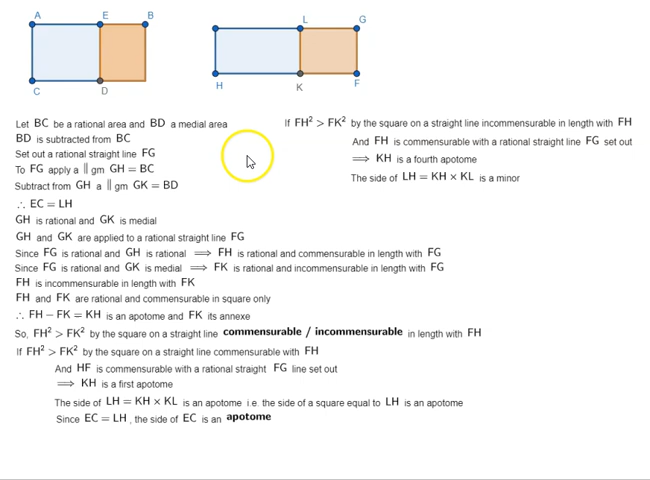 A E B
L G
C D
H K F
Let BC be a rational area and BD a medial area
BD is subtracted from BC
Set out a rational straight line FG
To FG apply a ∥ gm GH = BC
Subtract from GH a ∥ gm GK = BD
∴ EC = LH
GH is rational and GK is medial
GH and GK are applied to a rational straight line FG
Since FG is rational and GH is rational ⟹ FH is rational and commensurable in length with FG
Since FG is rational and GK is medial ⟹ FK is rational and incommensurable in length with FG
FH is incommensurable in length with FK
FH and FK are rational and commensurable in square only
∴ FH − FK = KH is an apotome and FK its annexe
So, FH² > FK² by the square on a straight line commensurable / incommensurable in length with FH
If FH² > FK² by the square on a straight line commensurable with FH
And HF is commensurable with a rational straight FG line set out
⟹ KH is a first apotome
The side of LH = KH × KL is an apotome i.e. the side of a square equal to LH is an apotome
Since EC = LH , the side of EC is an apotome
If FH² > FK² by the square on a straight line incommensurable in length with FH
And FH is commensurable with a rational straight line FG set out
⟹ KH is a fourth apotome
The side of LH = KH × KL is a minor